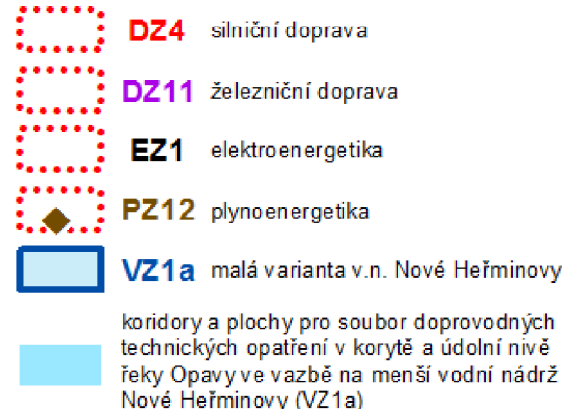 DZ4 silniční doprava
DZ11 železniční doprava
EZ1 elektroenergetika
PZ12 plynoenergetika
VZ1a malá varianta v.n. Nové Heřminovy
koridory a plochy pro soubor doprovodných
technických opatření v korytě a údolní nivě
řeky Opavy ve vazbě na menší vodní nádrž
Nové Heřminovy (VZ1a)